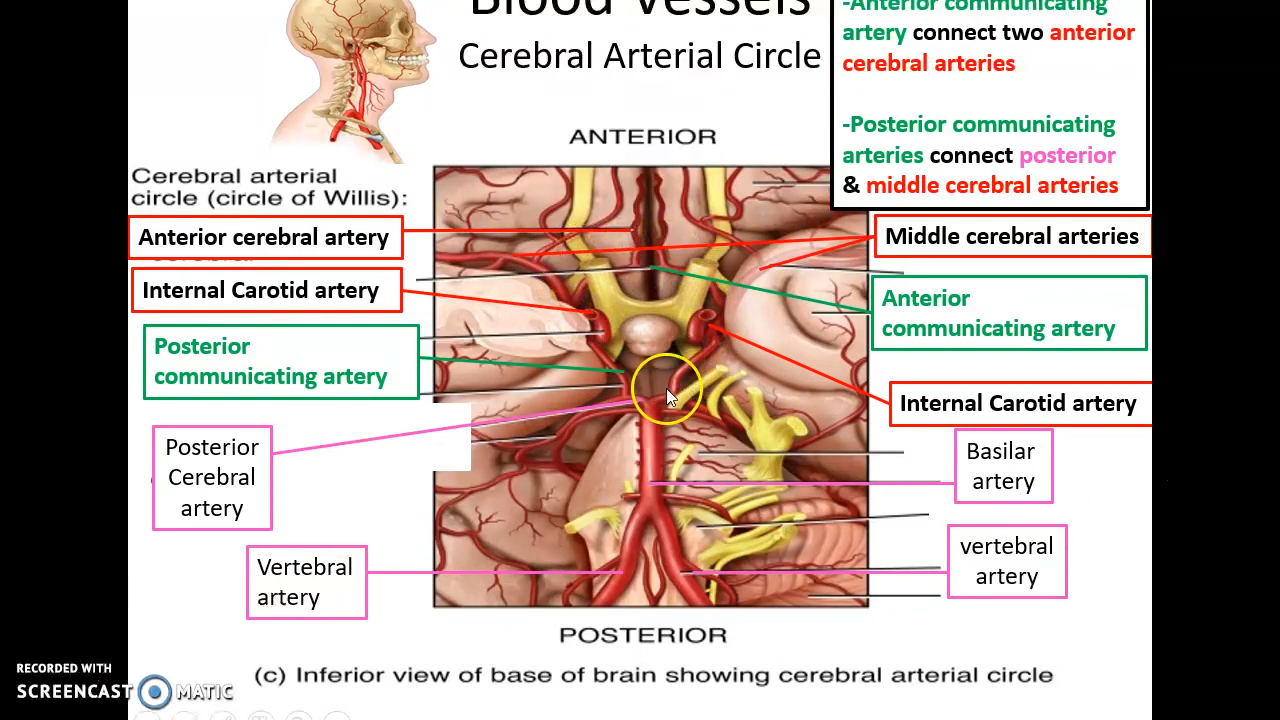 Blood Vessels
Cerebral Arterial Circle
-Anterior communicating
artery connect two anterior
cerebral arteries
-Posterior communicating
arteries connect posterior
& middle cerebral arteries
ANTERIOR
Cerebral arterial
circle (circle of Willis):
Anterior cerebral artery
Middle cerebral arteries
Internal Carotid artery
Anterior
communicating artery
Posterior
communicating artery
Internal Carotid artery
Posterior
Cerebral
artery
Basilar
artery
Vertebral
artery
vertebral
artery
POSTERIOR
(c) Inferior view of base of brain showing cerebral arterial circle
RECORDED WITH
SCREENCAST MATIC